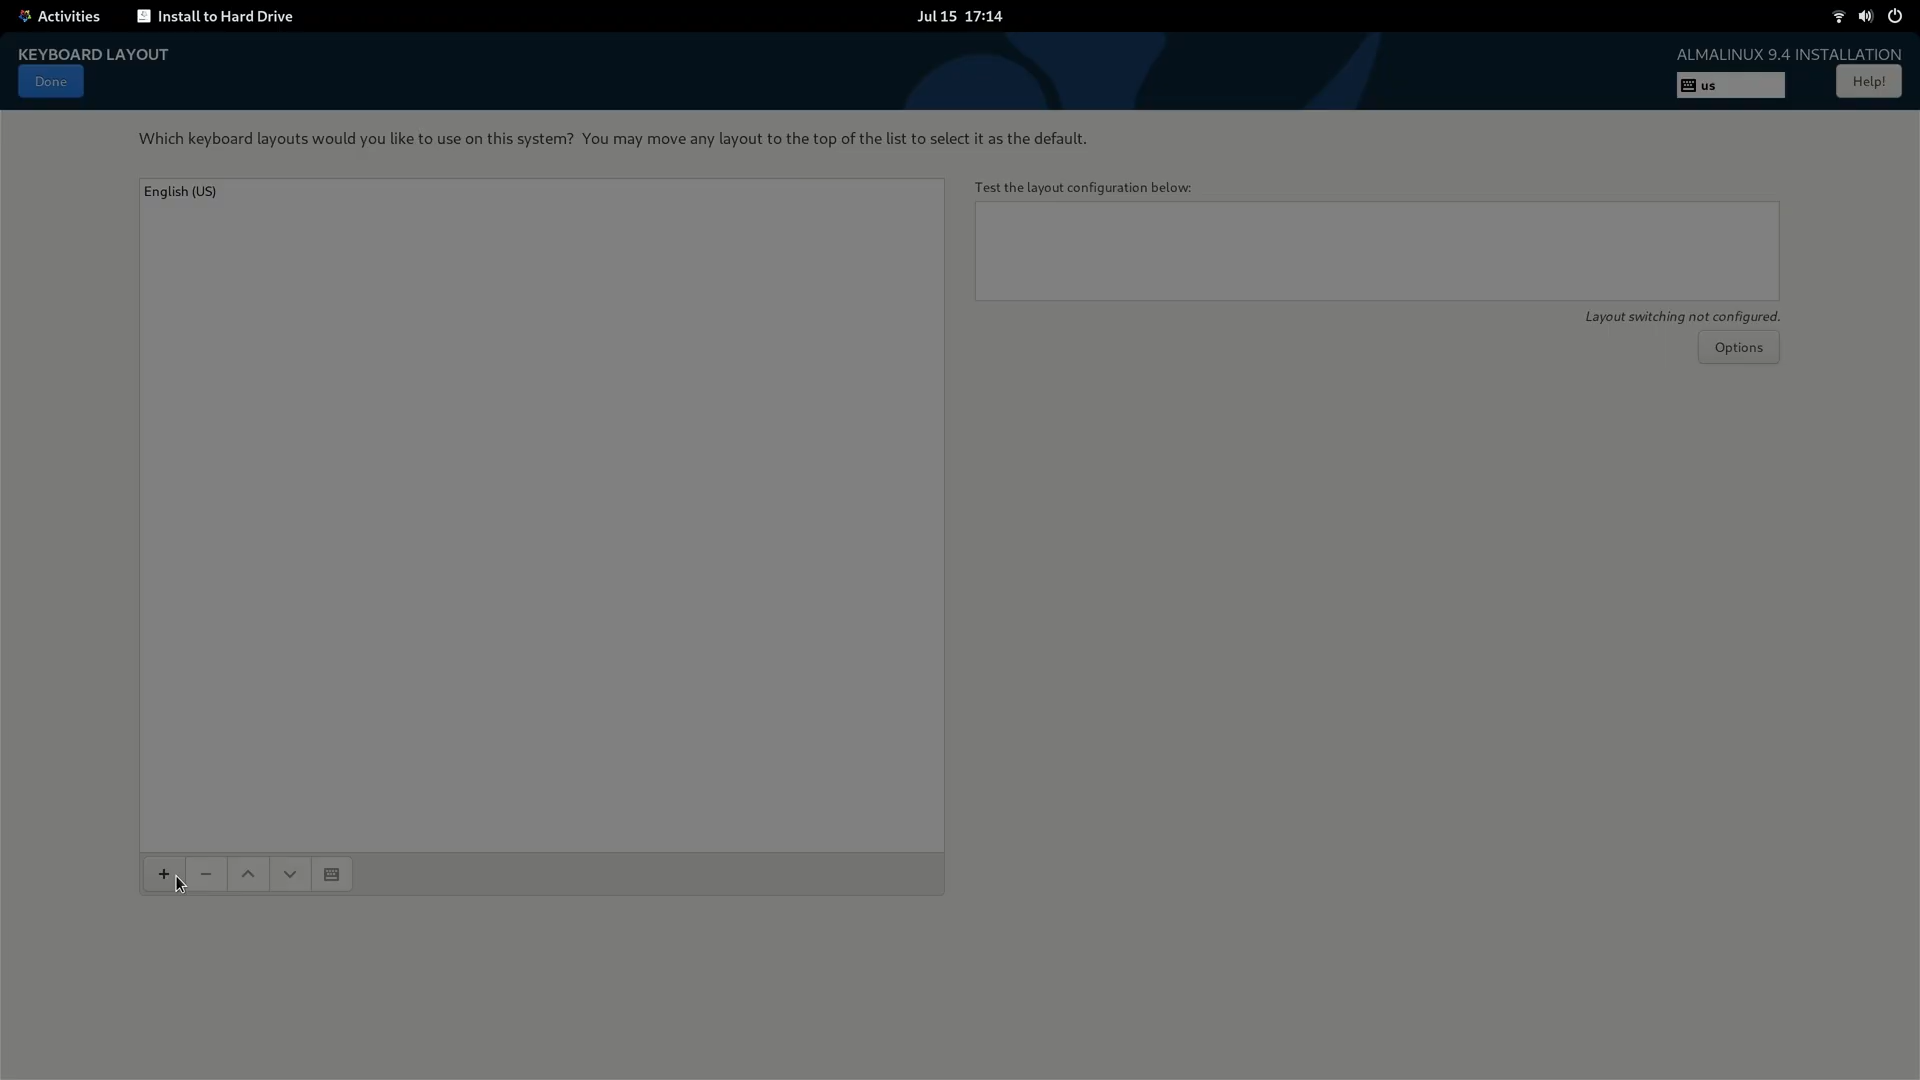 Activities
Install to Hard Drive
Jul 15 17:14
KEYBOARD LAYOUT
ALMALINUX 9.4 INSTALLATION
Done
us
Help!
Which keyboard layouts would you like to use on this system? You may move any layout to the top of the list to select it as the default.
English (US)
Test the layout configuration below:
Layout switching not configured.
Options